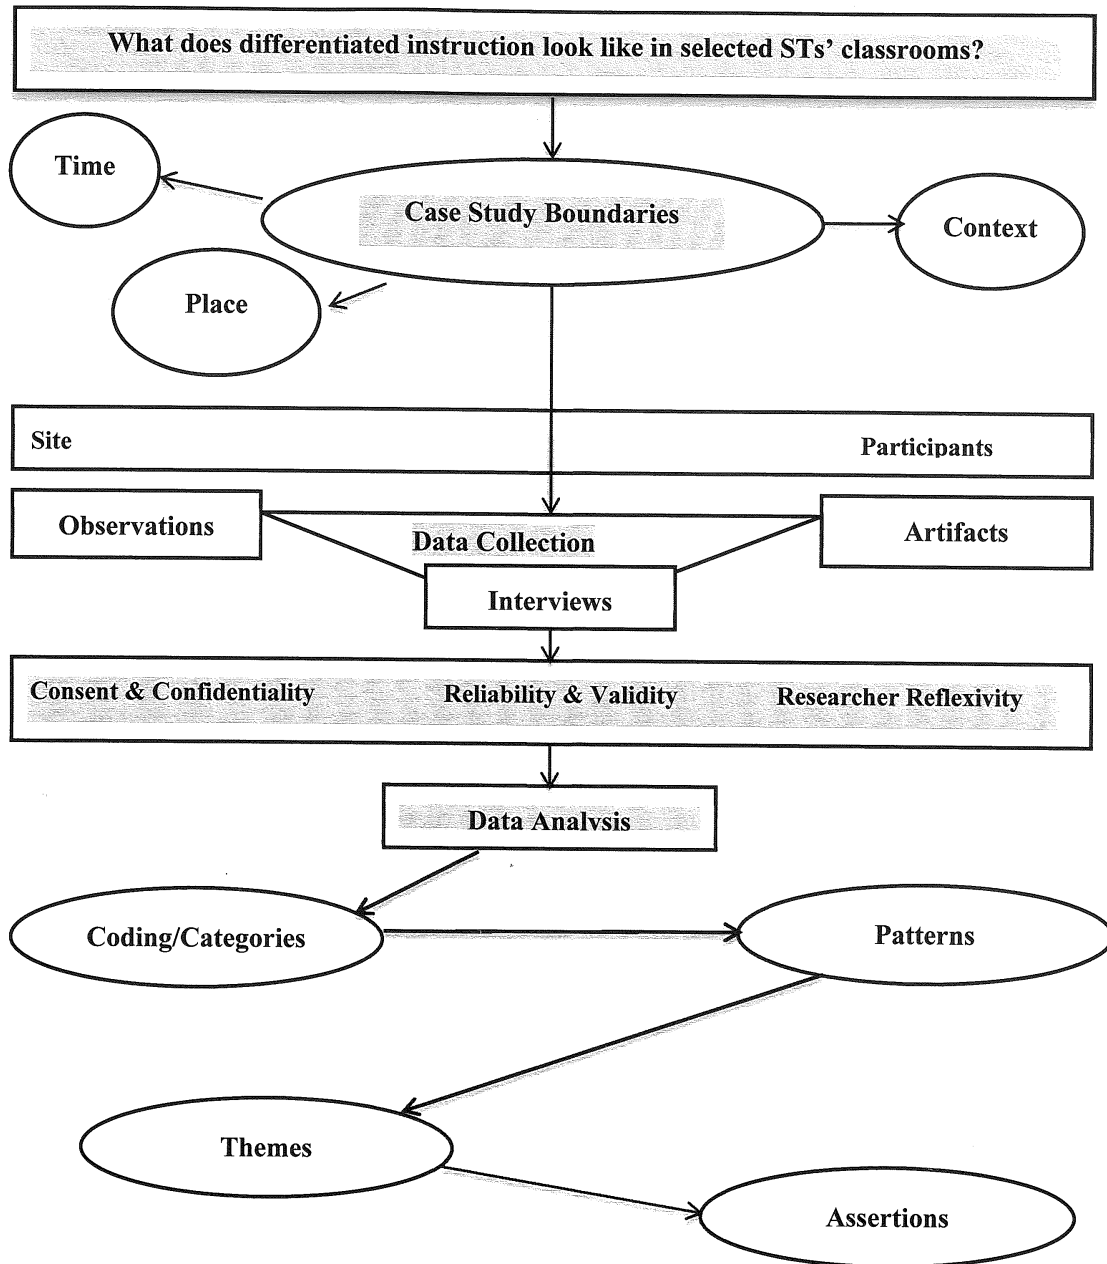 What does differentiated instruction look like in selected STs' classrooms?
Time
Case Study Boundaries
Context
Place
Site
Participants
Observations
Data Collection
Artifacts
Interviews
Consent & Confidentiality
Reliability & Validity
Researcher Reflexivity
Data Analysis
Coding/Categories
Patterns
Themes
Assertions